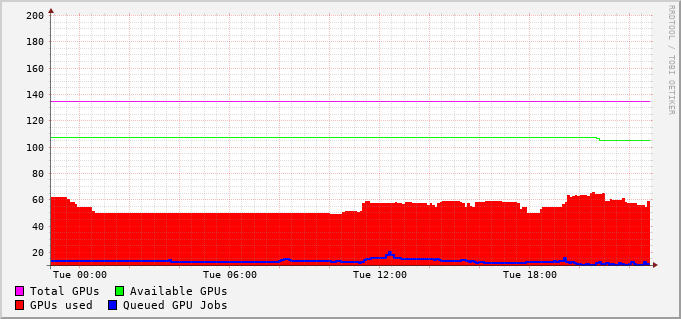 200
180
160
140
120
100
80
60
40
20
Tue 00:00 Tue 06:00 Tue 12:00 Tue 18:00
Total GPUs Available GPUs
GPUs used Queued GPU Jobs
RRDTOOL / TOBI OETIKER